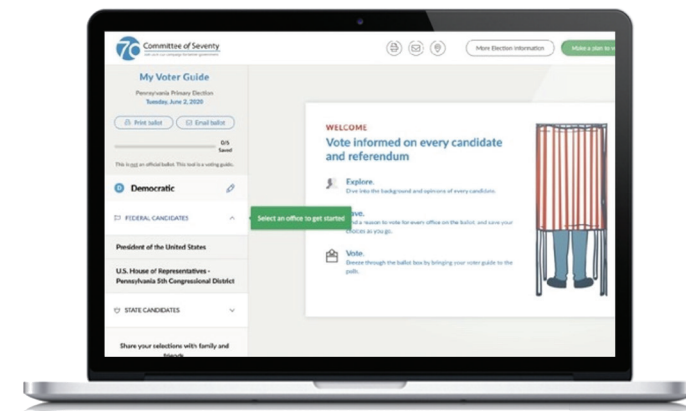 70 Committee of Seventy
More Election Information
Make a plan to
My Voter Guide
Pennsylvania Primary Election
Tuesday, June 2, 2020
Print ballot
Email ballot
0/5
Saved
This is not an official ballot. This tool is a voting guide.
D Democratic
FEDERAL CANDIDATES
Select an office to get started
President of the United States
U.S. House of Representatives -
Pennsylvania 5th Congressional District
STATE CANDIDATES
Share your selections with family and
friends
WELCOME
Vote informed on every candidate
and referendum
Explore.
Dive into the background and opinions of every candidate.
a reason to vote for every office on the ballot, and save your
choices as you go.
Vote.
Breeze through the ballot box by bringing your voter guide to the
polls.